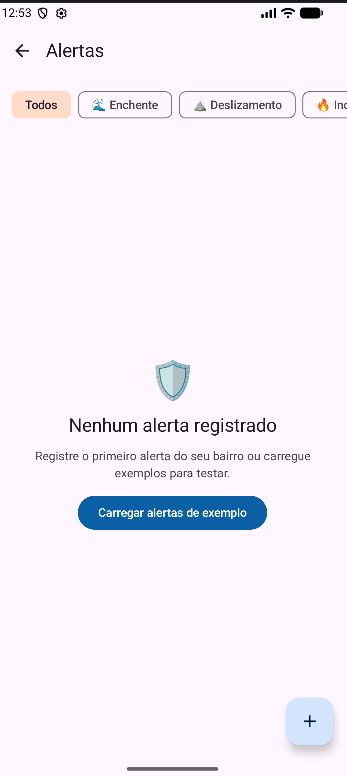 12:53
Alertas
Todos
Enchente
Deslizamento
Inc
Nenhum alerta registrado
Registre o primeiro alerta do seu bairro ou carregue
exemplos para testar.
Carregar alertas de exemplo
+